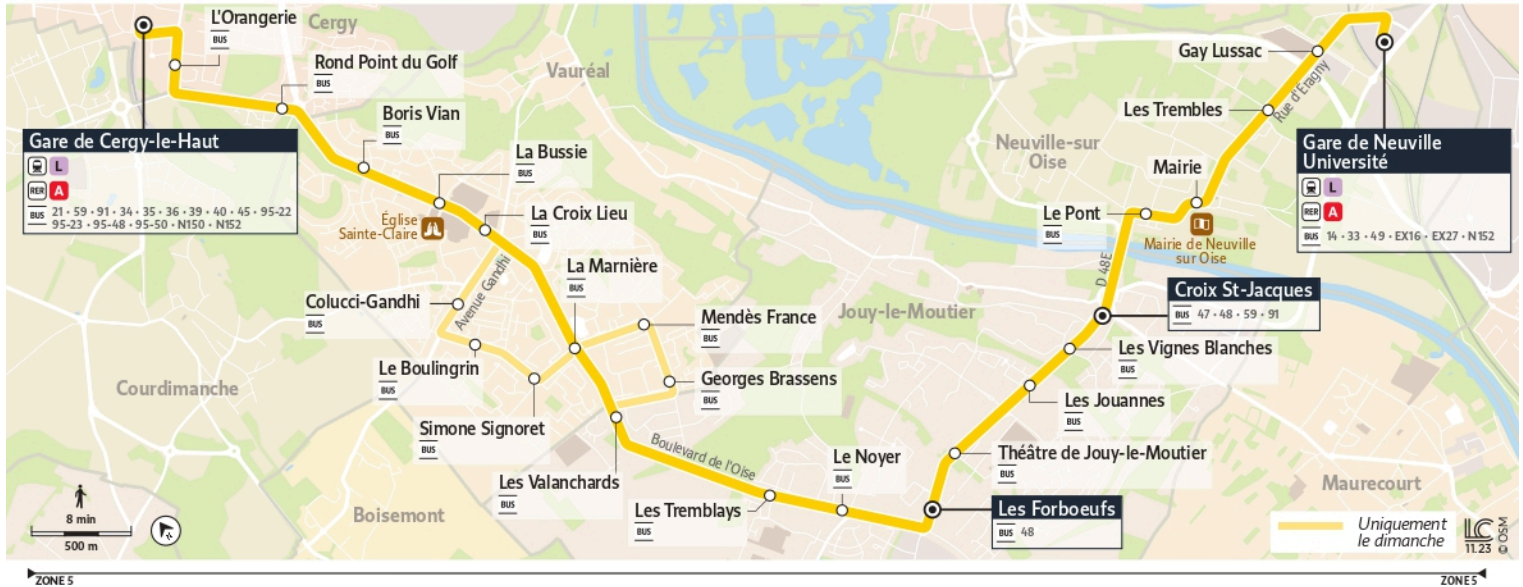 L'Orangerie
BUS
Cergy
Rond Point du Golf
BUS
Vauréal
Boris Vian
BUS
La Bussie
BUS
Gare de Cergy-le-Haut
L
RER A
BUS 21 • 59 • 91 • 34 • 35 • 36 • 39 • 40 • 45 • 95-22
95-23 • 95-48 • 95-50 • N150 • N152
Église
Sainte-Claire
La Croix Lieu
BUS
La Marnière
BUS
Avenue Gandhi
Colucci-Gandhi
BUS
Mendès France
BUS
Le Boulingrin
BUS
Georges Brassens
BUS
Courdimanche
Simone Signoret
BUS
Boulevard de l'Oise
Les Valanchards
BUS
Le Noyer
BUS
Les Tremblays
BUS
Boisemont
Gay Lussac
Rue d'Éragny
Les Trembles
Neuville-sur
Oise
Mairie
Gare de Neuville
Université
L
RER A
BUS 14 • 33 • 49 • EX16 • EX27 • N152
Le Pont
BUS
Mairie de Neuville
sur Oise
D 48E
Croix St-Jacques
BUS 47 • 48 • 59 • 91
Jouy-le-Moutier
Les Vignes Blanches
BUS
Les Jouannes
BUS
Théâtre de Jouy-le-Moutier
BUS
Les Forboeufs
BUS 48
Maurecourt
8 min
500 m
Uniquement
le dimanche
LC
11.23
© OSM
ZONE 5
ZONE 5